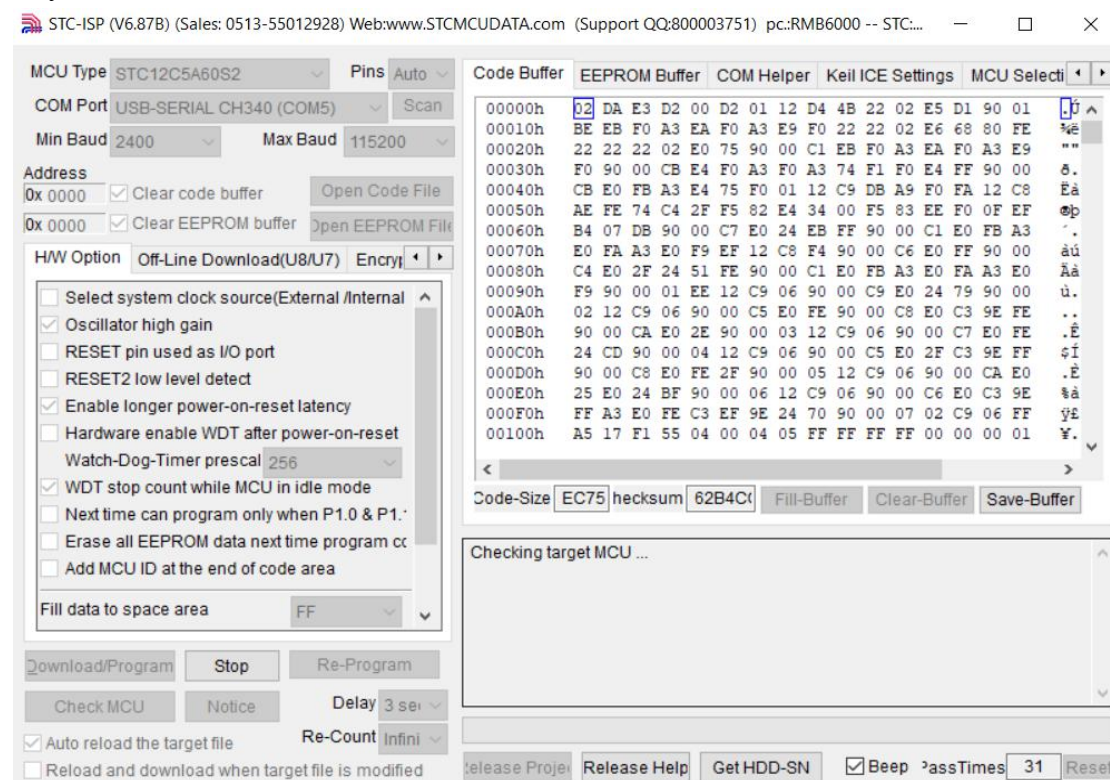 STC-ISP (V6.87B) (Sales: 0513-55012928) Web:www.STCMCUDATA.com (Support QQ:800003751) pc.:RMB6000 -- STC:...
MCU Type STC12C5A60S2 Pins Auto
COM Port USB-SERIAL CH340 (COM5) Scan
Min Baud 2400 Max Baud 115200
Address
0x 0000 Clear code buffer Open Code File
0x 0000 Clear EEPROM buffer Open EEPROM File
H/W Option Off-Line Download(U8/U7) Encryp
Select system clock source(External /Internal
Oscillator high gain
RESET pin used as I/O port
RESET2 low level detect
Enable longer power-on-reset latency
Hardware enable WDT after power-on-reset
Watch-Dog-Timer prescal 256
WDT stop count while MCU in idle mode
Next time can program only when P1.0 & P1.
Erase all EEPROM data next time program cc
Add MCU ID at the end of code area
Fill data to space area FF
Download/Program Stop Re-Program
Check MCU Notice Delay 3 sec
Auto reload the target file Re-Count Infini
Reload and download when target file is modified
Code Buffer EEPROM Buffer COM Helper Keil ICE Settings MCU Selecti
00000h 02 DA E3 D2 00 D2 01 12 D4 4B 22 02 E5 D1 90 01 .Ú
00010h BE EB F0 A3 EA F0 A3 E9 F0 22 22 02 E6 68 80 FE ¾ë
00020h 22 22 22 02 E0 75 90 00 C1 EB F0 A3 EA F0 A3 E9 ""
00030h F0 90 00 CB E4 F0 A3 F0 A3 74 F1 F0 E4 FF 90 00 ð.
00040h CB E0 FB A3 E4 75 F0 01 12 C9 DB A9 F0 FA 12 C8 Ëà
00050h AE FE 74 C4 2F F5 82 E4 34 00 F5 83 EE F0 0F EF ®þ
00060h B4 07 DB 90 00 C7 E0 24 EB FF 90 00 C1 E0 FB A3 ´.
00070h E0 FA A3 E0 F9 EF 12 C8 F4 90 00 C6 E0 FF 90 00 àú
00080h C4 E0 2F 24 51 FE 90 00 C1 E0 FB A3 E0 FA A3 E0 Äà
00090h F9 90 00 01 EE 12 C9 06 90 00 C9 E0 24 79 90 00 ù.
000A0h 02 12 C9 06 90 00 C5 E0 FE 90 00 C8 E0 C3 9E FE ..
000B0h 90 00 CA E0 2E 90 00 03 12 C9 06 90 00 C7 E0 FE .Ê
000C0h 24 CD 90 00 04 12 C9 06 90 00 C5 E0 2F C3 9E FF $Í
000D0h 90 00 C8 E0 FE 2F 90 00 05 12 C9 06 90 00 CA E0 .È
000E0h 25 E0 24 BF 90 00 06 12 C9 06 90 00 C6 E0 C3 9E %à
000F0h FF A3 E0 FE C3 EF 9E 24 70 90 00 07 02 C9 06 FF ÿ£
00100h A5 17 F1 55 04 00 04 05 FF FF FF FF 00 00 00 01 ¥.
Code-Size EC75 hecksum 62B4C Fill-Buffer Clear-Buffer Save-Buffer
Checking target MCU ...
Release Projec Release Help Get HDD-SN Beep PassTimes 31 Reset